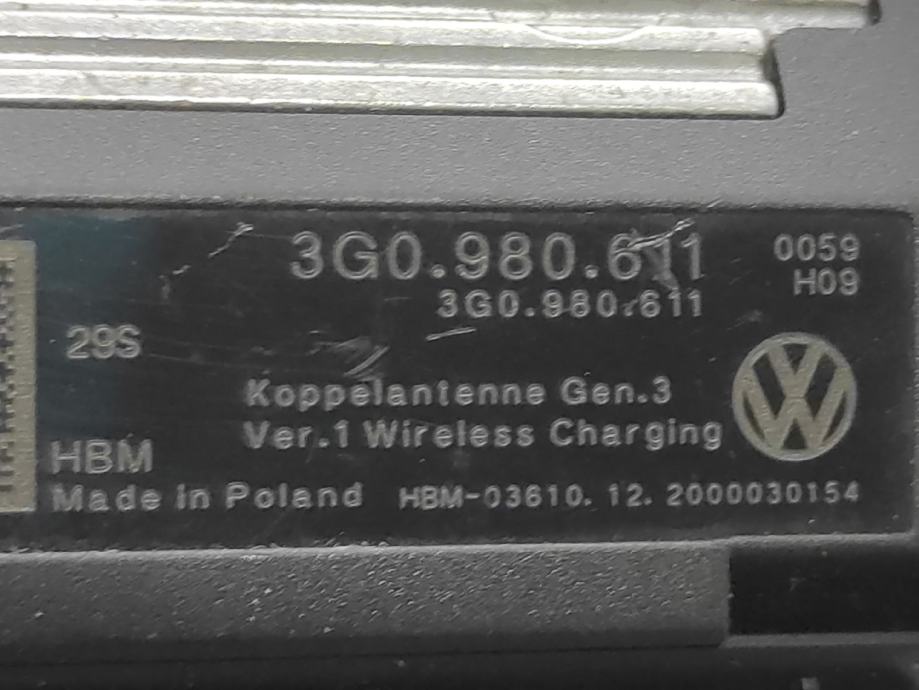 3G0.980.611 0059
3G0.980.611 H09
29S
Koppelantenne Gen.3
Ver.1 Wireless Charging
HBM
Made in Poland HBM-03610.12.2000030154